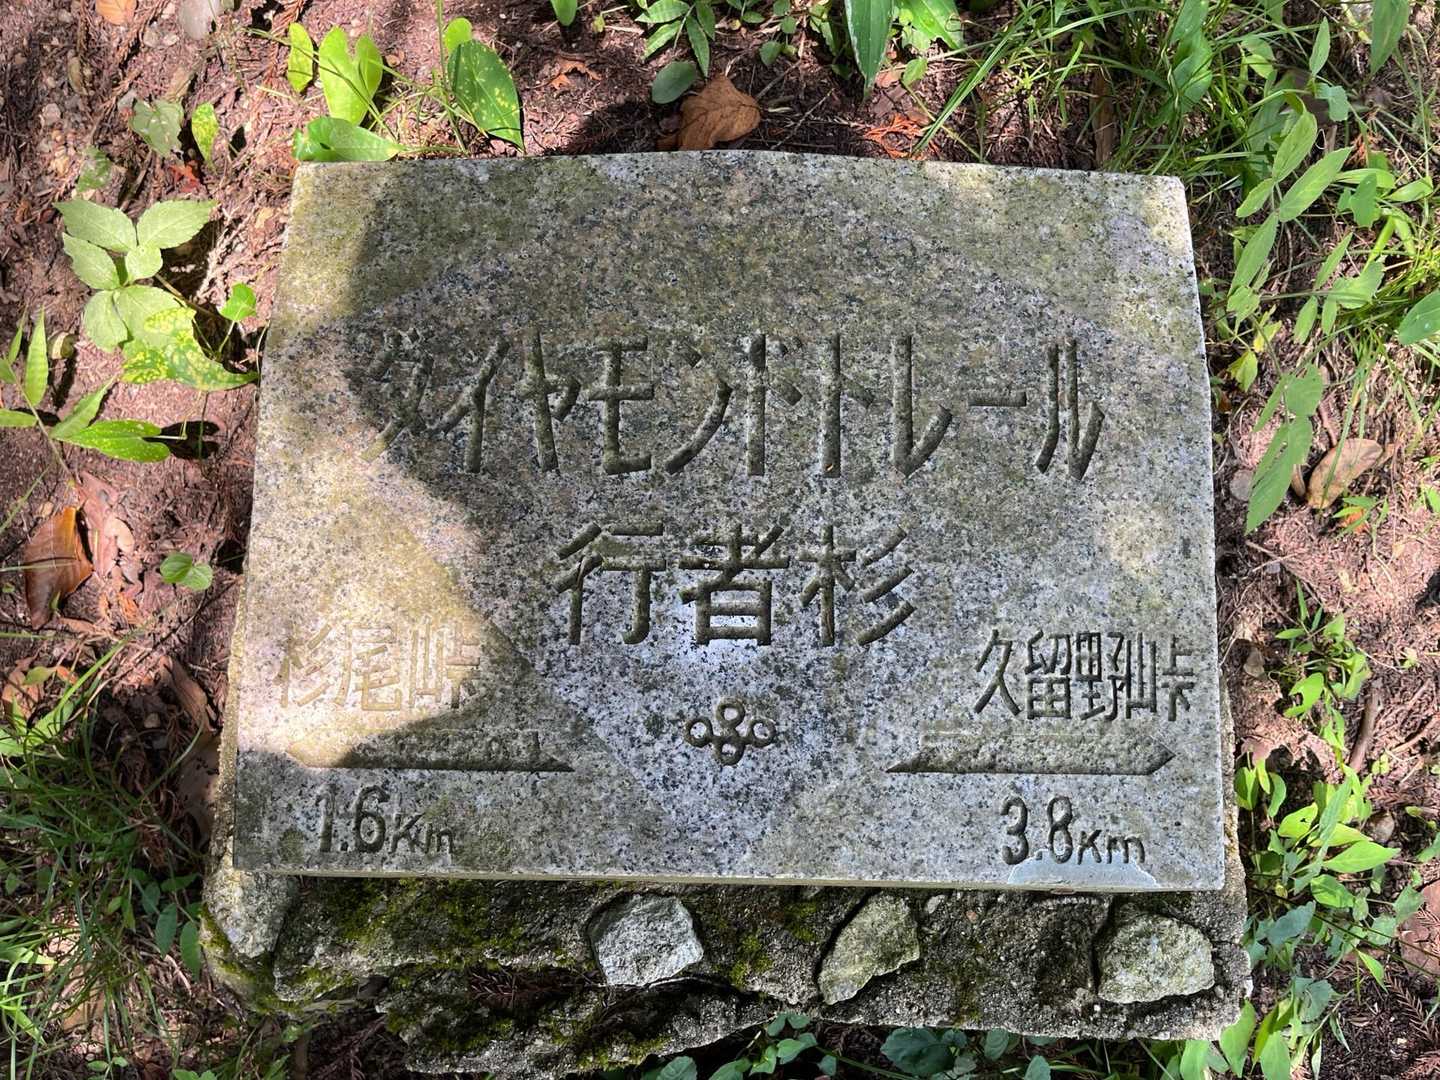 ダイヤモンドトレール
行者杉
杉尾峠
久留野峠
1.6Km
3.8Km